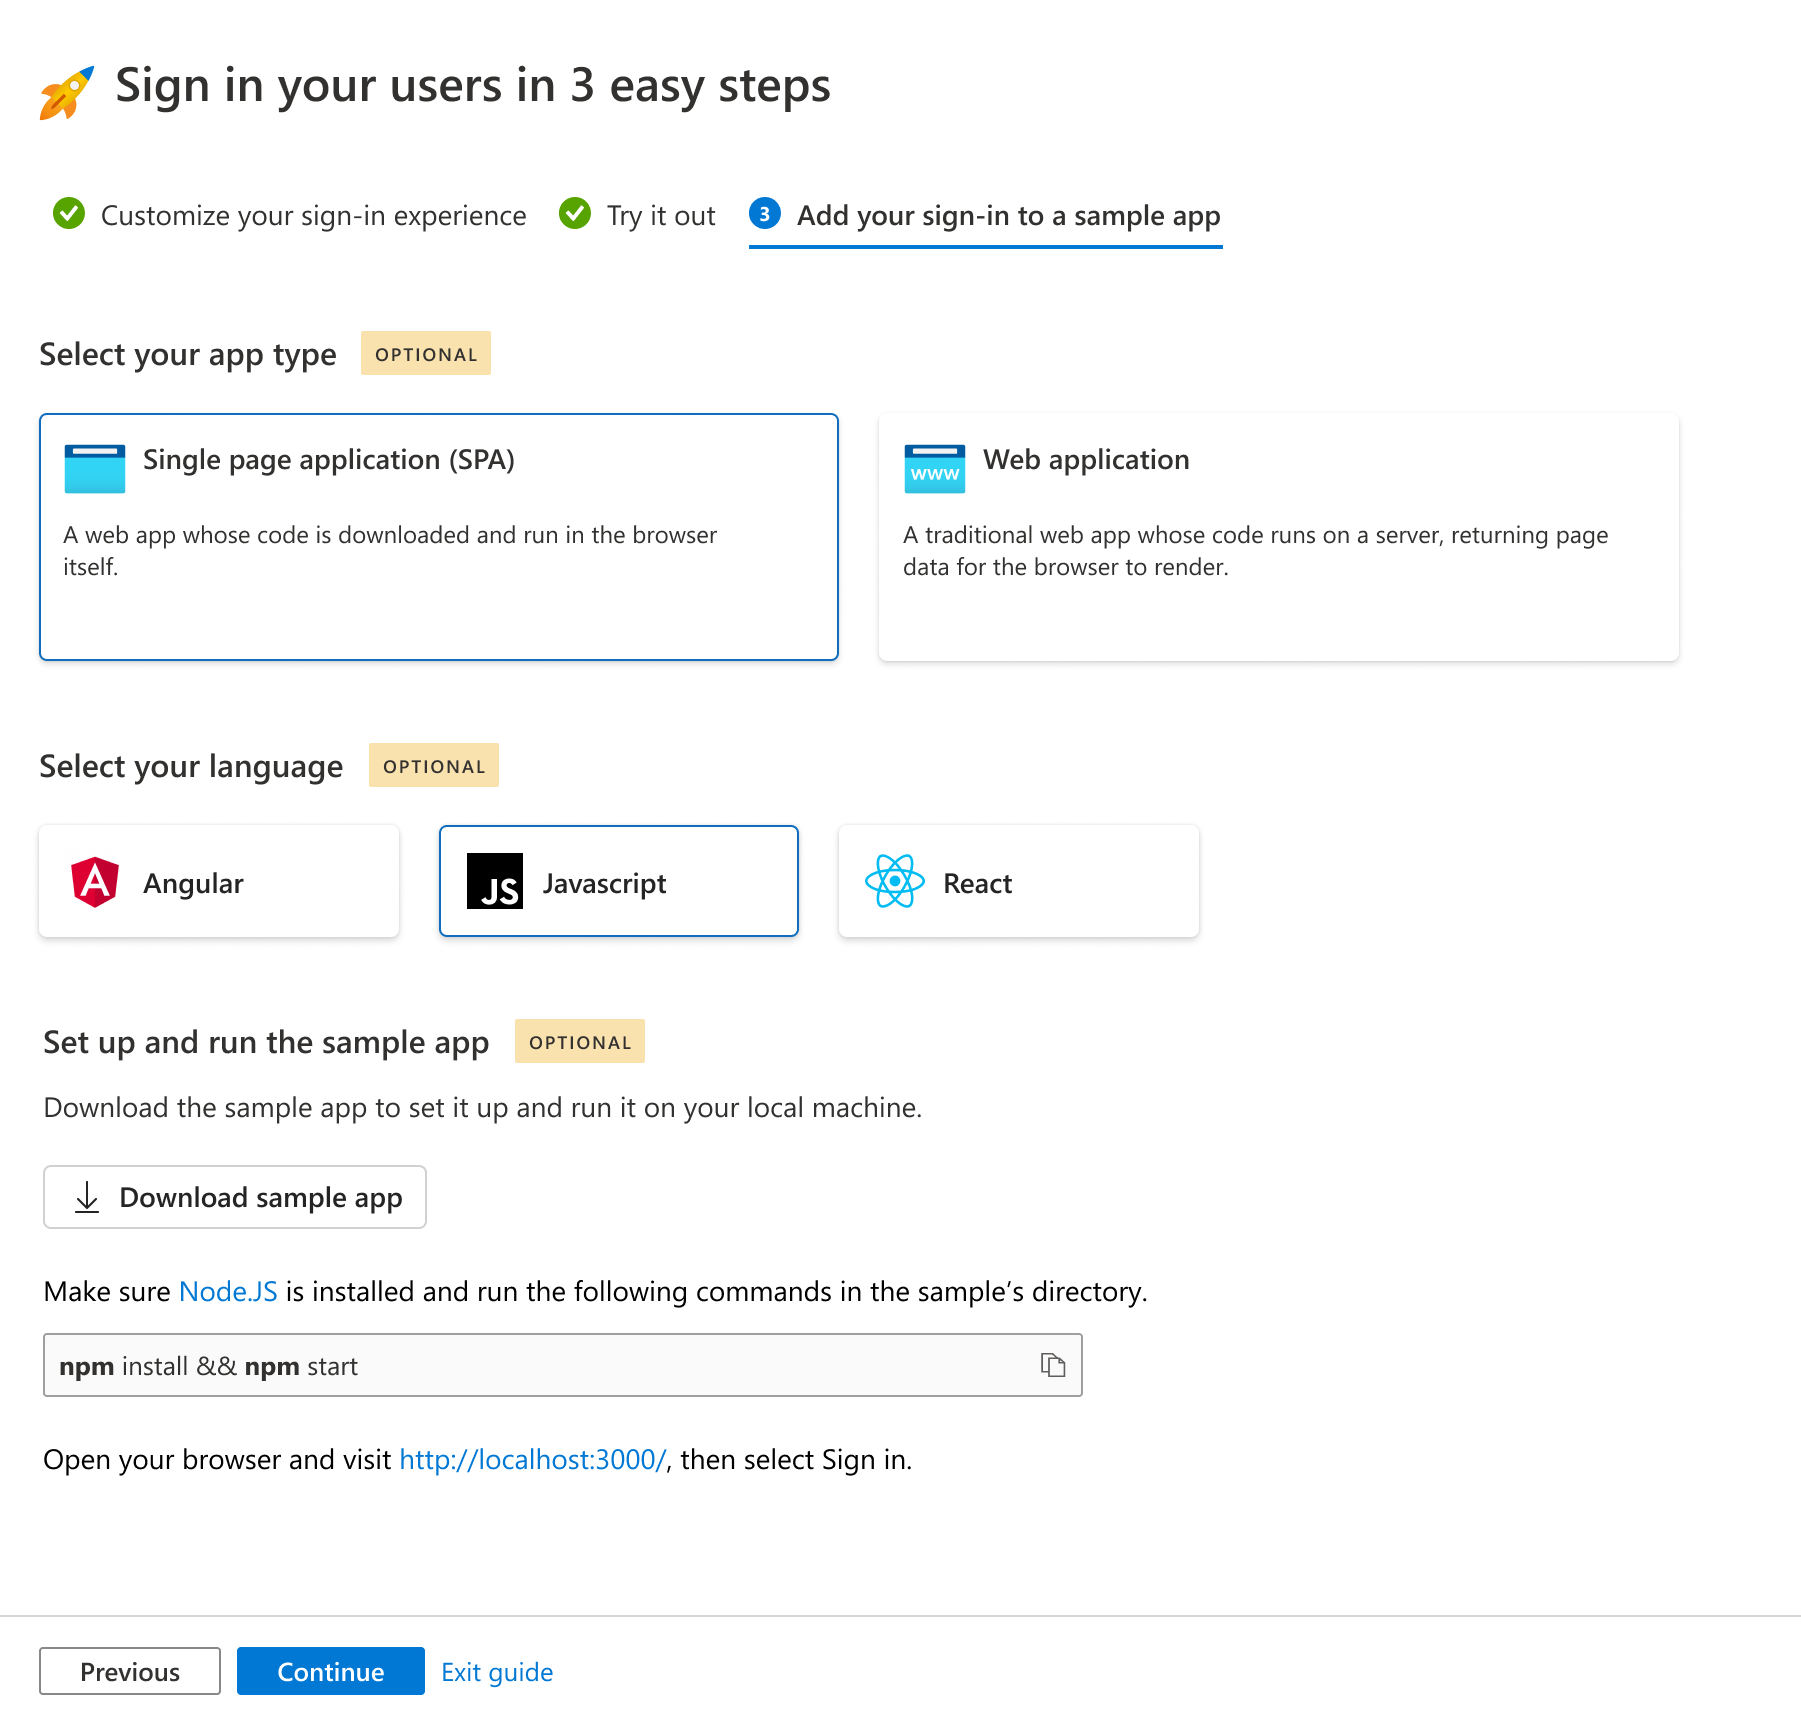 Sign in your users in 3 easy steps
Customize your sign-in experience
Try it out
3 Add your sign-in to a sample app
Select your app type OPTIONAL
Single page application (SPA)
A web app whose code is downloaded and run in the browser
itself.
www
Web application
A traditional web app whose code runs on a server, returning page
data for the browser to render.
Select your language OPTIONAL
A Angular
JS Javascript
React
Set up and run the sample app OPTIONAL
Download the sample app to set it up and run it on your local machine.
Download sample app
Make sure Node.JS is installed and run the following commands in the sample’s directory.
npm install && npm start
Open your browser and visit http://localhost:3000/, then select Sign in.
Previous
Continue
Exit guide